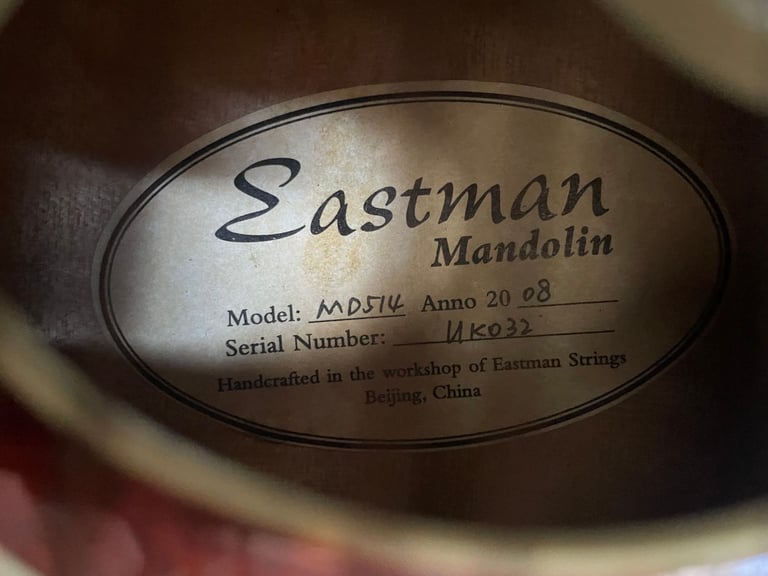 Eastman
Mandolin
Model: MD514 Anno 2008
Serial Number: UK032
Handcrafted in the workshop of Eastman Strings
Beijing, China